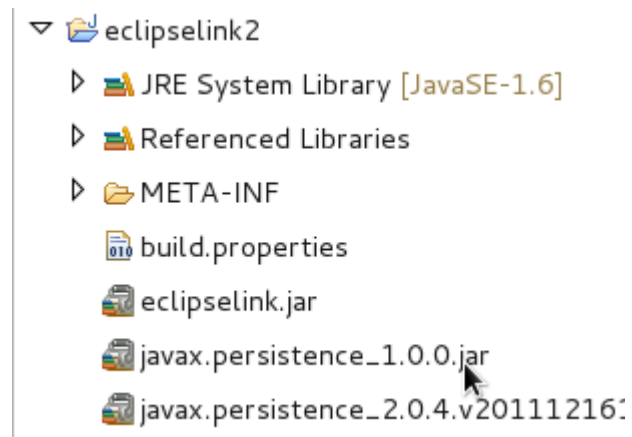 eclipselink2
JRE System Library [JavaSE-1.6]
Referenced Libraries
META-INF
build.properties
eclipselink.jar
javax.persistence_1.0.0.jar
javax.persistence_2.0.4.v201112161